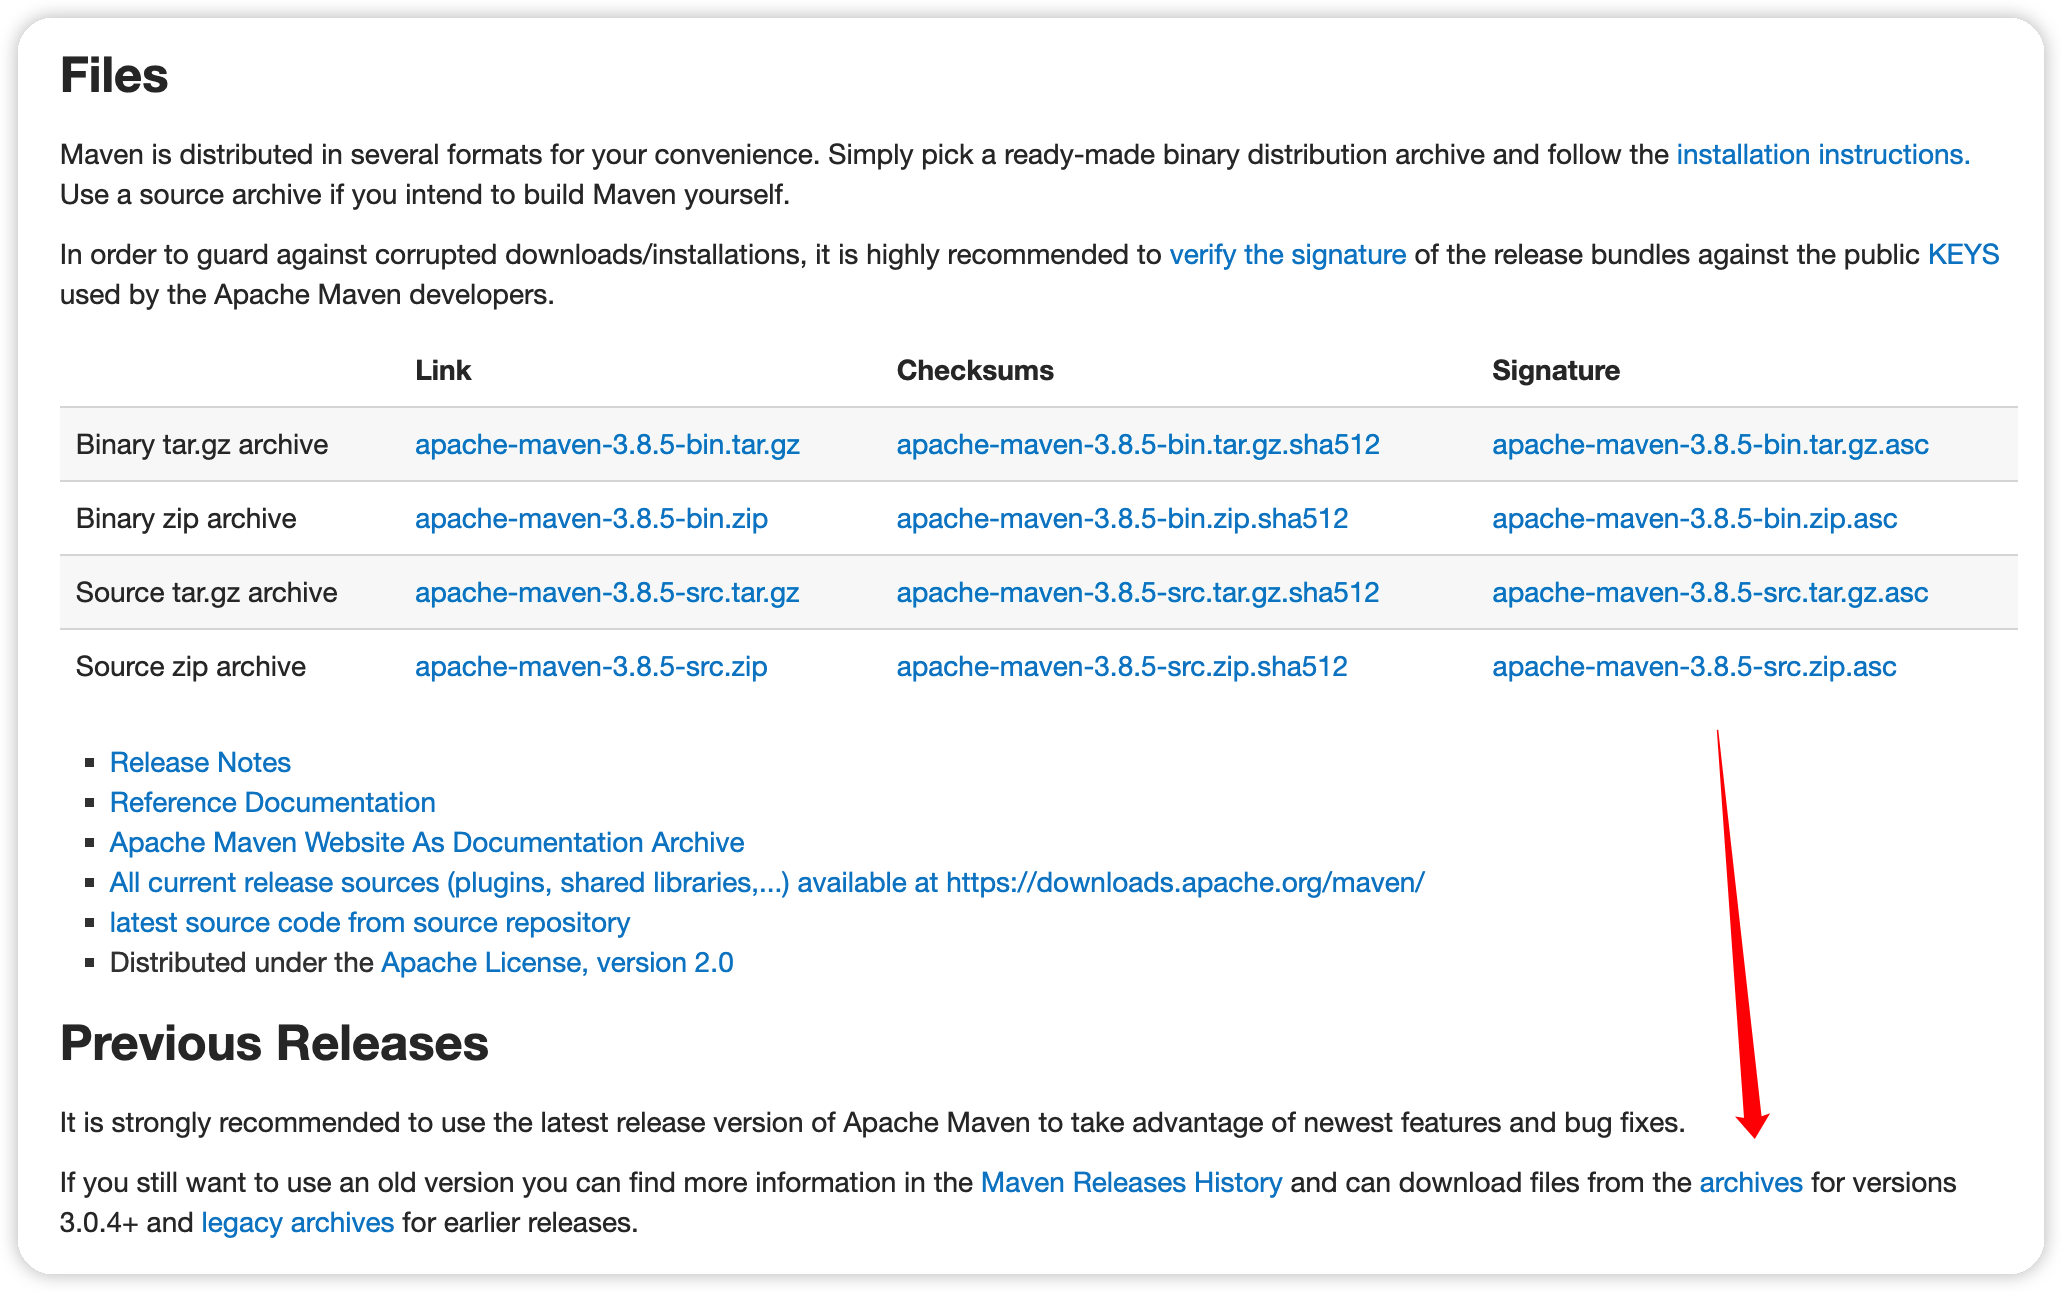 Files
Maven is distributed in several formats for your convenience. Simply pick a ready-made binary distribution archive and follow the installation instructions.
Use a source archive if you intend to build Maven yourself.
In order to guard against corrupted downloads/installations, it is highly recommended to verify the signature of the release bundles against the public KEYS
used by the Apache Maven developers.
Link Checksums Signature
Binary tar.gz archive apache-maven-3.8.5-bin.tar.gz apache-maven-3.8.5-bin.tar.gz.sha512 apache-maven-3.8.5-bin.tar.gz.asc
Binary zip archive apache-maven-3.8.5-bin.zip apache-maven-3.8.5-bin.zip.sha512 apache-maven-3.8.5-bin.zip.asc
Source tar.gz archive apache-maven-3.8.5-src.tar.gz apache-maven-3.8.5-src.tar.gz.sha512 apache-maven-3.8.5-src.tar.gz.asc
Source zip archive apache-maven-3.8.5-src.zip apache-maven-3.8.5-src.zip.sha512 apache-maven-3.8.5-src.zip.asc
▪ Release Notes
▪ Reference Documentation
▪ Apache Maven Website As Documentation Archive
▪ All current release sources (plugins, shared libraries,...) available at https://downloads.apache.org/maven/
▪ latest source code from source repository
▪ Distributed under the Apache License, version 2.0
Previous Releases
It is strongly recommended to use the latest release version of Apache Maven to take advantage of newest features and bug fixes.
If you still want to use an old version you can find more information in the Maven Releases History and can download files from the archives for versions
3.0.4+ and legacy archives for earlier releases.